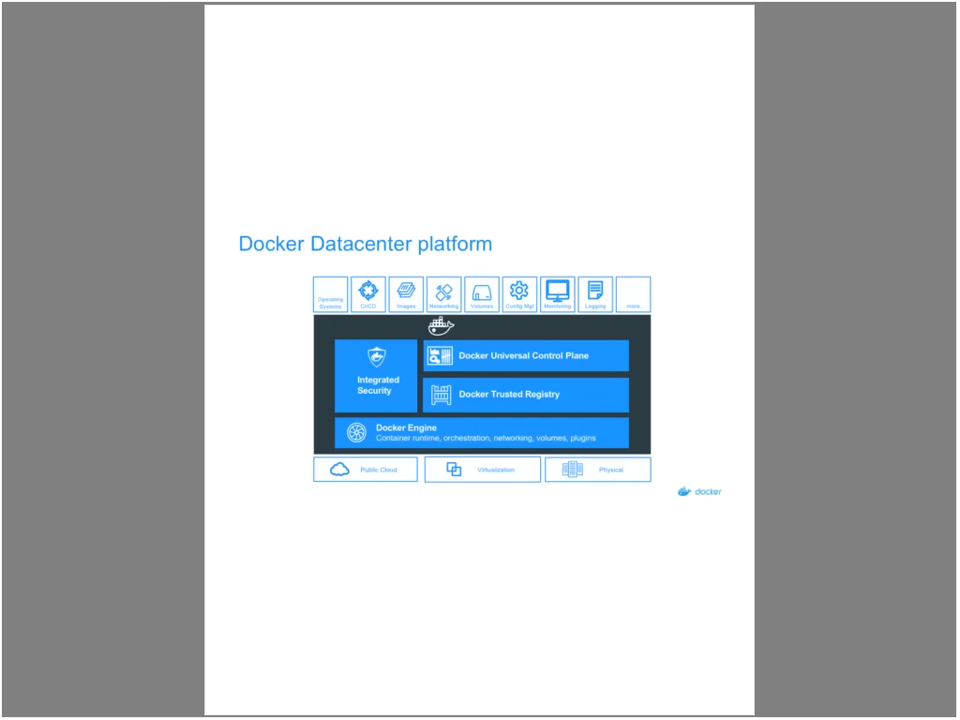 Docker Datacenter platform
Operating
Systems
CI/CD
Images
Networking
Volumes
Config Mgt
Monitoring
Logging
more..
Integrated
Security
Docker Universal Control Plane
Docker Trusted Registry
Docker Engine
Container runtime, orchestration, networking, volumes, plugins
Public Cloud
Virtualization
Physical
docker